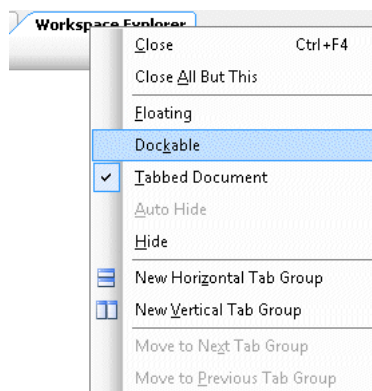 Workspace Explorer
Close Ctrl+F4
Close All But This
Floating
Dockable
Tabbed Document
Auto Hide
Hide
New Horizontal Tab Group
New Vertical Tab Group
Move to Next Tab Group
Move to Previous Tab Group